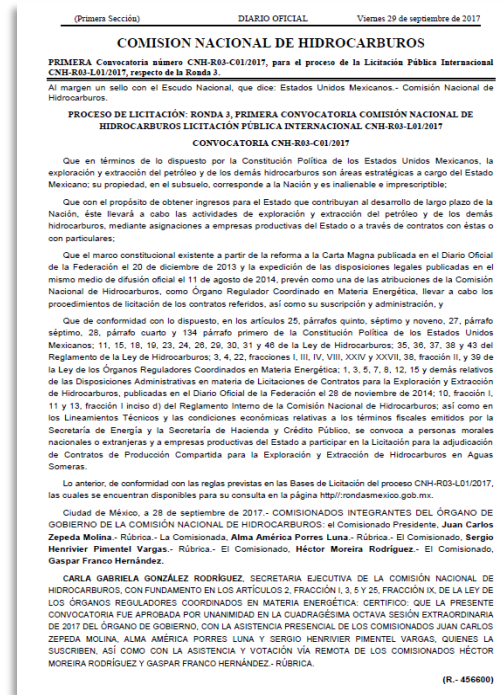 (Primera Sección) DIARIO OFICIAL Viernes 29 de septiembre de 2017
COMISION NACIONAL DE HIDROCARBUROS
PRIMERA Convocatoria número CNH-R03-C01/2017, para el proceso de la Licitación Pública Internacional
CNH-R03-L01/2017, respecto de la Ronda 3.
Al margen un sello con el Escudo Nacional, que dice: Estados Unidos Mexicanos.- Comisión Nacional de
Hidrocarburos.
PROCESO DE LICITACIÓN: RONDA 3, PRIMERA CONVOCATORIA COMISIÓN NACIONAL DE
HIDROCARBUROS LICITACIÓN PÚBLICA INTERNACIONAL CNH-R03-L01/2017
CONVOCATORIA CNH-R03-C01/2017
Que en términos de lo dispuesto por la Constitución Política de los Estados Unidos Mexicanos, la
exploración y extracción del petróleo y de los demás hidrocarburos son áreas estratégicas a cargo del Estado
Mexicano; su propiedad, en el subsuelo, corresponde a la Nación y es inalienable e imprescriptible;
Que con el propósito de obtener ingresos para el Estado que contribuyan al desarrollo de largo plazo de la
Nación, éste llevará a cabo las actividades de exploración y extracción del petróleo y de los demás
hidrocarburos, mediante asignaciones a empresas productivas del Estado o a través de contratos con éstas o
con particulares;
Que el marco constitucional existente a partir de la reforma a la Carta Magna publicada en el Diario Oficial
de la Federación el 20 de diciembre de 2013 y la expedición de las disposiciones legales publicadas en el
mismo medio de difusión oficial el 11 de agosto de 2014, prevén como una de las atribuciones de la Comisión
Nacional de Hidrocarburos, como Órgano Regulador Coordinado en Materia Energética, llevar a cabo los
procedimientos de licitación de los contratos referidos, así como su suscripción y administración, y
Que de conformidad con lo dispuesto, en los artículos 25, párrafos quinto, séptimo y noveno, 27, párrafo
séptimo, 28, párrafo cuarto y 134 párrafo primero de la Constitución Política de los Estados Unidos
Mexicanos; 11, 15, 18, 19, 23, 24, 26, 29, 30, 31 y 46 de la Ley de Hidrocarburos; 35, 36, 37, 38 y 43 del
Reglamento de la Ley de Hidrocarburos; 3, 4, 22, fracciones I, III, IV, VIII, XXIV y XXVII, 38, fracción II, y 39 de
la Ley de los Órganos Reguladores Coordinados en Materia Energética; 1, 3, 5, 7, 8, 12, 15 y demás relativos
de las Disposiciones Administrativas en materia de Licitaciones de Contratos para la Exploración y Extracción
de Hidrocarburos, publicadas en el Diario Oficial de la Federación el 28 de noviembre de 2014; 10, fracción I,
11 y 13, fracción I inciso d) del Reglamento Interno de la Comisión Nacional de Hidrocarburos; así como en
los Lineamientos Técnicos y las condiciones económicas relativas a los términos fiscales emitidos por la
Secretaría de Energía y la Secretaría de Hacienda y Crédito Público, se convoca a personas morales
nacionales o extranjeras y a empresas productivas del Estado a participar en la Licitación para la adjudicación
de Contratos de Producción Compartida para la Exploración y Extracción de Hidrocarburos en Aguas
Someras.
Lo anterior, de conformidad con las reglas previstas en las Bases de Licitación del proceso CNH-R03-L01/2017,
las cuales se encuentran disponibles para su consulta en la página http//:rondasmexico.gob.mx.
Ciudad de México, a 28 de septiembre de 2017.- COMISIONADOS INTEGRANTES DEL ÓRGANO DE
GOBIERNO DE LA COMISIÓN NACIONAL DE HIDROCARBUROS: el Comisionado Presidente, Juan Carlos
Zepeda Molina.- Rúbrica.- La Comisionada, Alma América Porres Luna.- Rúbrica.- El Comisionado, Sergio
Henrivier Pimentel Vargas.- Rúbrica.- El Comisionado, Héctor Moreira Rodríguez.- El Comisionado,
Gaspar Franco Hernández.
CARLA GABRIELA GONZÁLEZ RODRÍGUEZ, SECRETARIA EJECUTIVA DE LA COMISIÓN NACIONAL DE
HIDROCARBUROS, CON FUNDAMENTO EN LOS ARTÍCULOS 2, FRACCIÓN I, 3, 5 Y 25, FRACCIÓN IX, DE LA LEY DE
LOS ÓRGANOS REGULADORES COORDINADOS EN MATERIA ENERGÉTICA: CERTIFICO: QUE LA PRESENTE
CONVOCATORIA FUE APROBADA POR UNANIMIDAD EN LA CUADRAGÉSIMA OCTAVA SESIÓN EXTRAORDINARIA
DE 2017 DEL ÓRGANO DE GOBIERNO, CON LA ASISTENCIA PRESENCIAL DE LOS COMISIONADOS JUAN CARLOS
ZEPEDA MOLINA, ALMA AMÉRICA PORRES LUNA Y SERGIO HENRIVIER PIMENTEL VARGAS, QUIENES LA
SUSCRIBEN, ASÍ COMO CON LA ASISTENCIA Y VOTACIÓN VÍA REMOTA DE LOS COMISIONADOS HÉCTOR
MOREIRA RODRÍGUEZ Y GASPAR FRANCO HERNÁNDEZ.- RÚBRICA.
(R.- 456600)